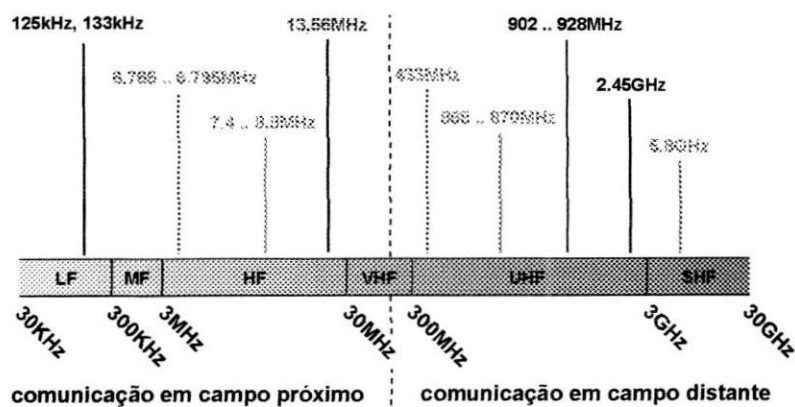 125kHz, 133kHz
13,56MHz
902 .. 928MHz
6.765 .. 6.795MHz
433MHz
2.45GHz
7.4 .. 8.8MHz
868 .. 870MHz
5.8GHz
LF MF HF VHF UHF SHF
30KHz 300KHz 3MHz 30MHz 300MHz 3GHz 30GHz
comunicação em campo próximo comunicação em campo distante